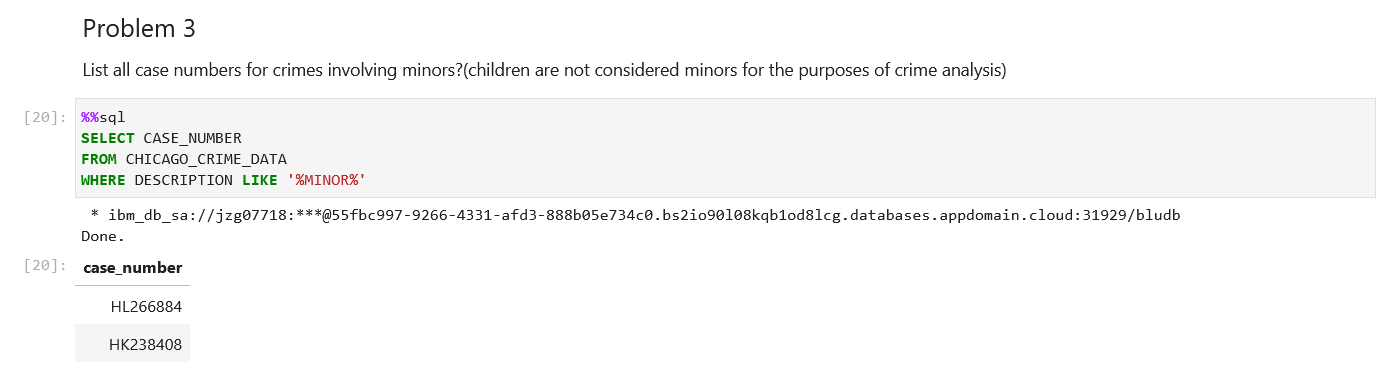 Problem 3
List all case numbers for crimes involving minors?(children are not considered minors for the purposes of crime analysis)
[20]: %%sql
SELECT CASE_NUMBER
FROM CHICAGO_CRIME_DATA
WHERE DESCRIPTION LIKE '%MINOR%'
* ibm_db_sa://jzg07718:***@55fbc997-9266-4331-afd3-888b05e734c0.bs2io90l08kqb1od8lcg.databases.appdomain.cloud:31929/bludb
Done.
[20]: case_number
HL266884
HK238408